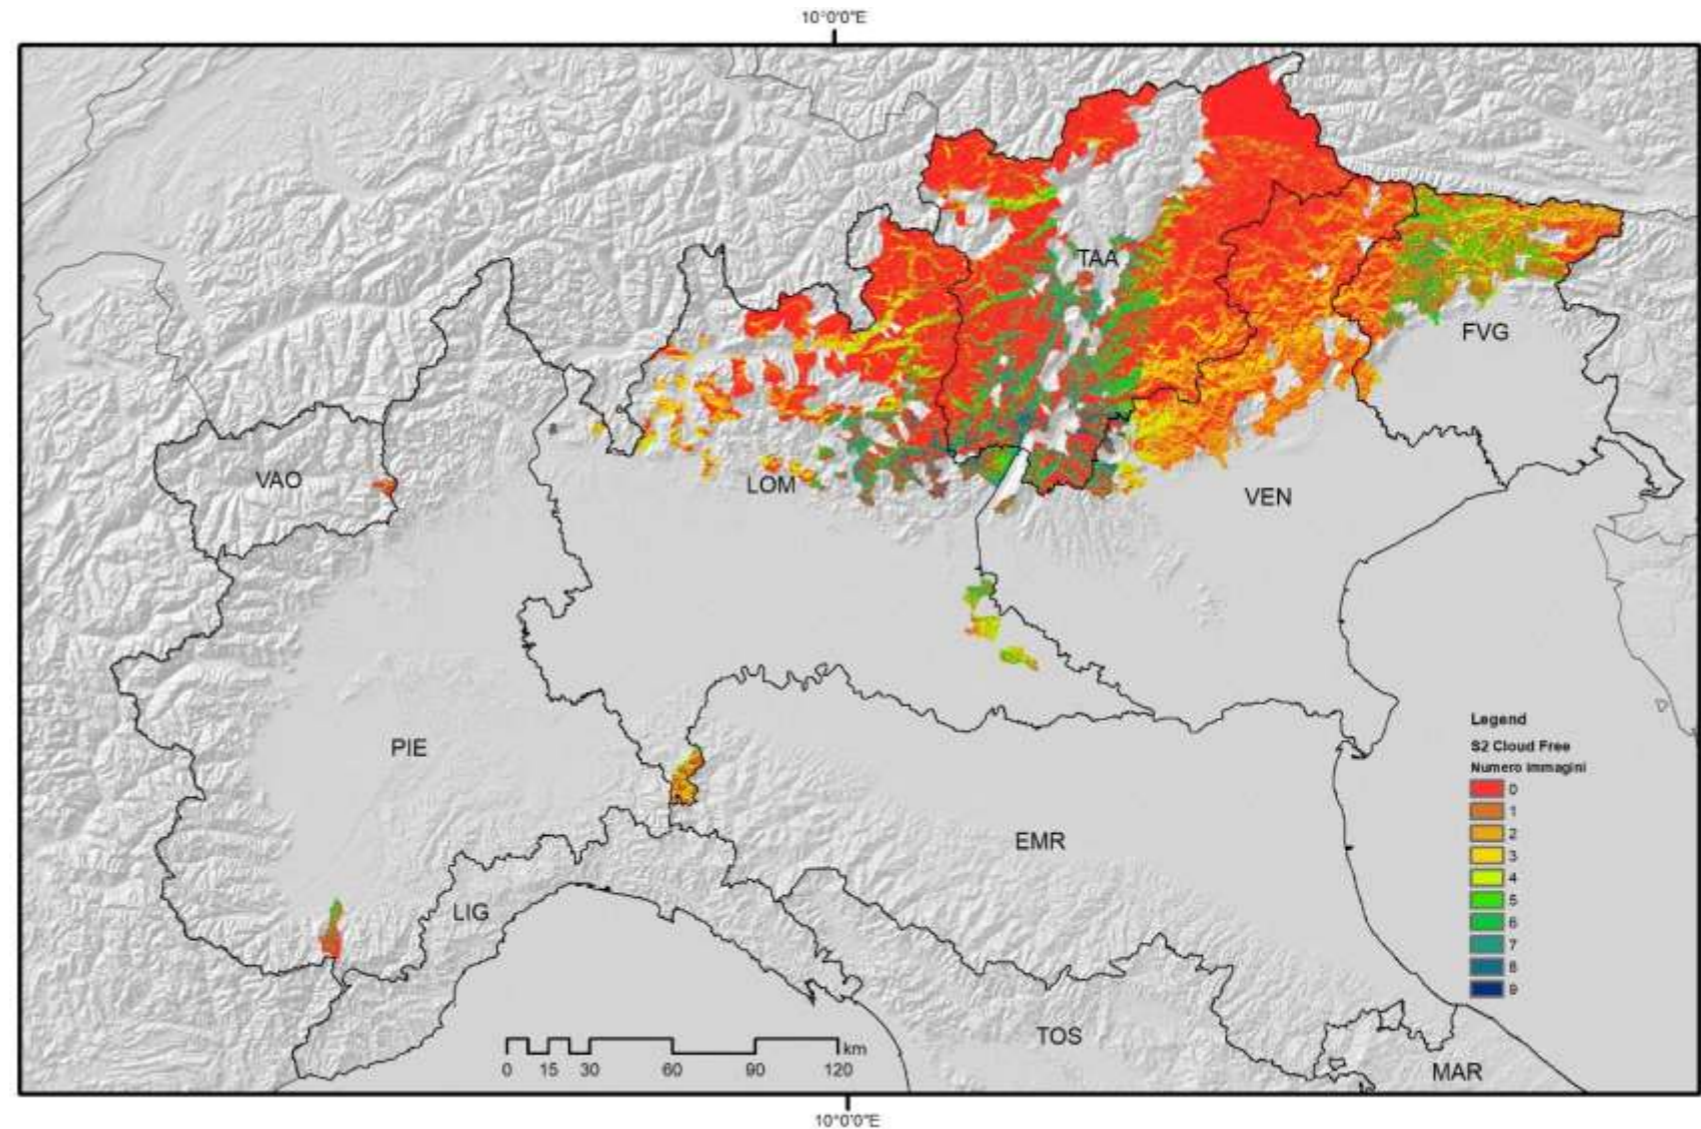 10°0'0"E
TAA
FVG
VAO
LOM
VEN
PIE
Legend
S2 Cloud Free
Numero immagini
0
1
2
3
4
5
6
7
8
9
EMR
LIG
TOS
MAR
km
0 15 30 60 90 120
10°0'0"E